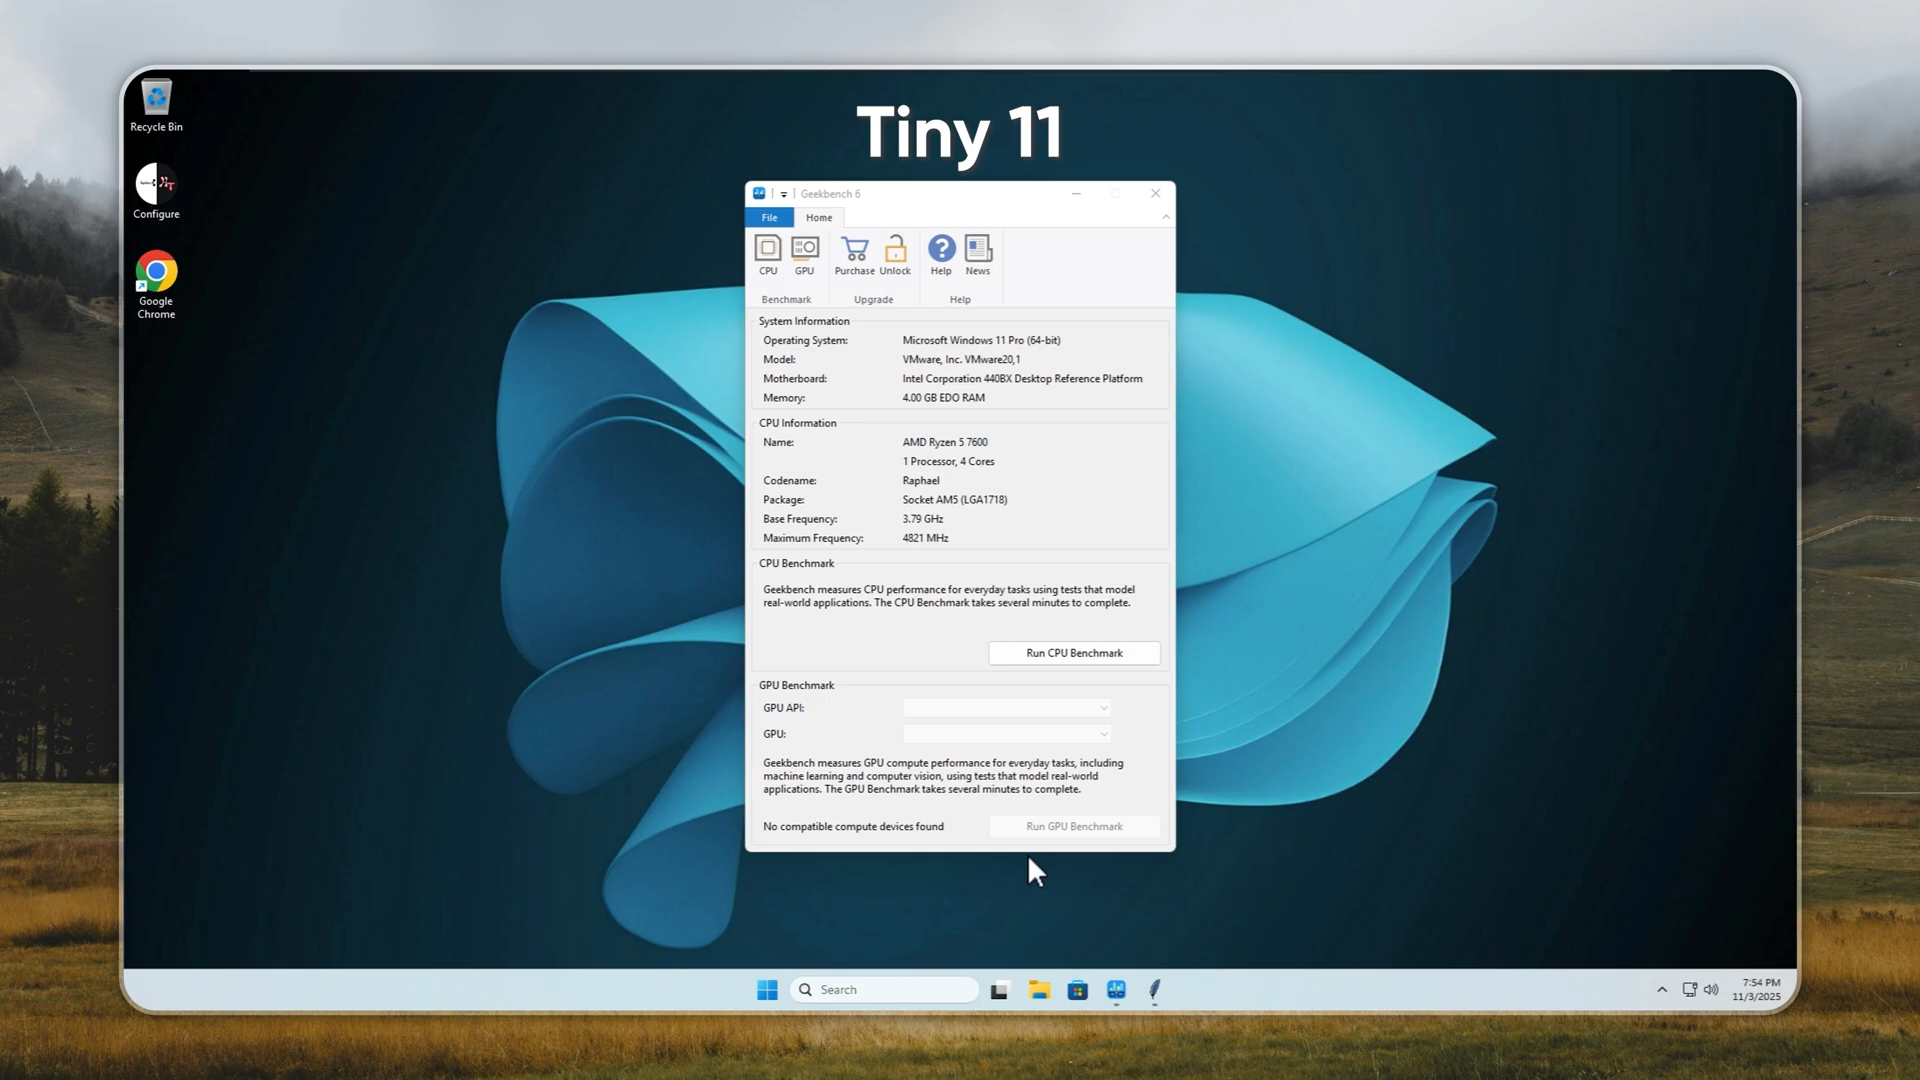 Tiny 11
Recycle Bin
Configure
Google
Chrome
Geekbench 6
File
Home
CPU
GPU
Purchase
Unlock
Help
News
Benchmark
Upgrade
Help
System Information
Operating System: Microsoft Windows 11 Pro (64-bit)
Model: VMware, Inc. VMware20,1
Motherboard: Intel Corporation 440BX Desktop Reference Platform
Memory: 4.00 GB EDO RAM
CPU Information
Name: AMD Ryzen 5 7600
1 Processor, 4 Cores
Codename: Raphael
Package: Socket AM5 (LGA1718)
Base Frequency: 3.79 GHz
Maximum Frequency: 4821 MHz
CPU Benchmark
Geekbench measures CPU performance for everyday tasks using tests that model
real-world applications. The CPU Benchmark takes several minutes to complete.
Run CPU Benchmark
GPU Benchmark
GPU API:
GPU:
Geekbench measures GPU compute performance for everyday tasks, including
machine learning and computer vision, using tests that model real-world
applications. The GPU Benchmark takes several minutes to complete.
No compatible compute devices found
Run GPU Benchmark
Search
7:54 PM
11/3/2025